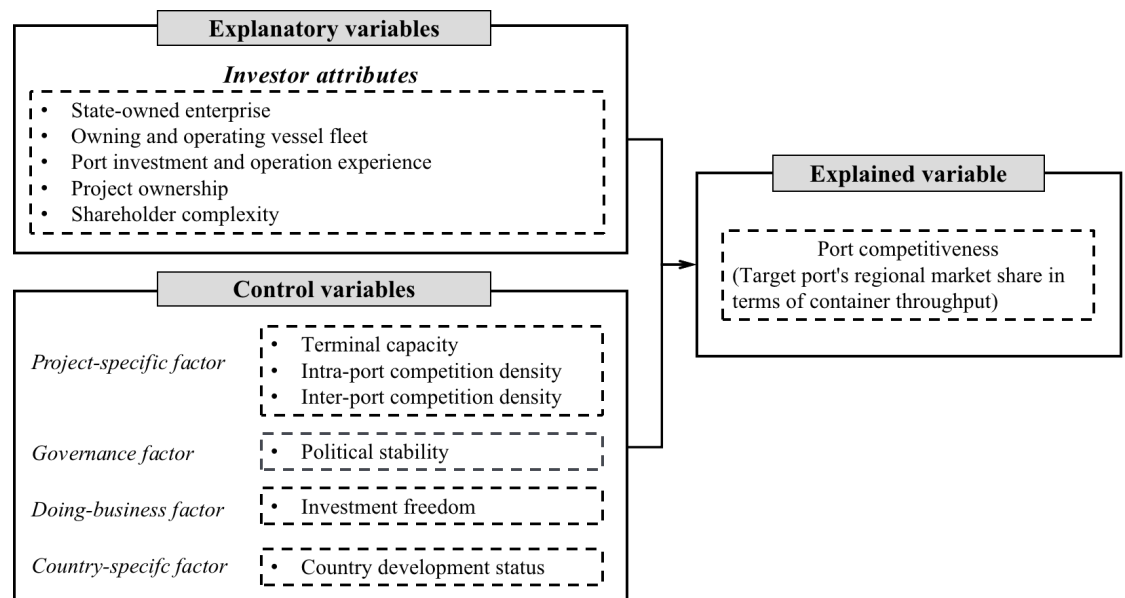 Explanatory variables
Investor attributes
• State-owned enterprise
• Owning and operating vessel fleet
• Port investment and operation experience
• Project ownership
• Shareholder complexity
Explained variable
Port competitiveness
(Target port's regional market share in
terms of container throughput)
Control variables
Project-specific factor
• Terminal capacity
• Intra-port competition density
• Inter-port competition density
Governance factor
• Political stability
Doing-business factor
• Investment freedom
Country-specifc factor
• Country development status